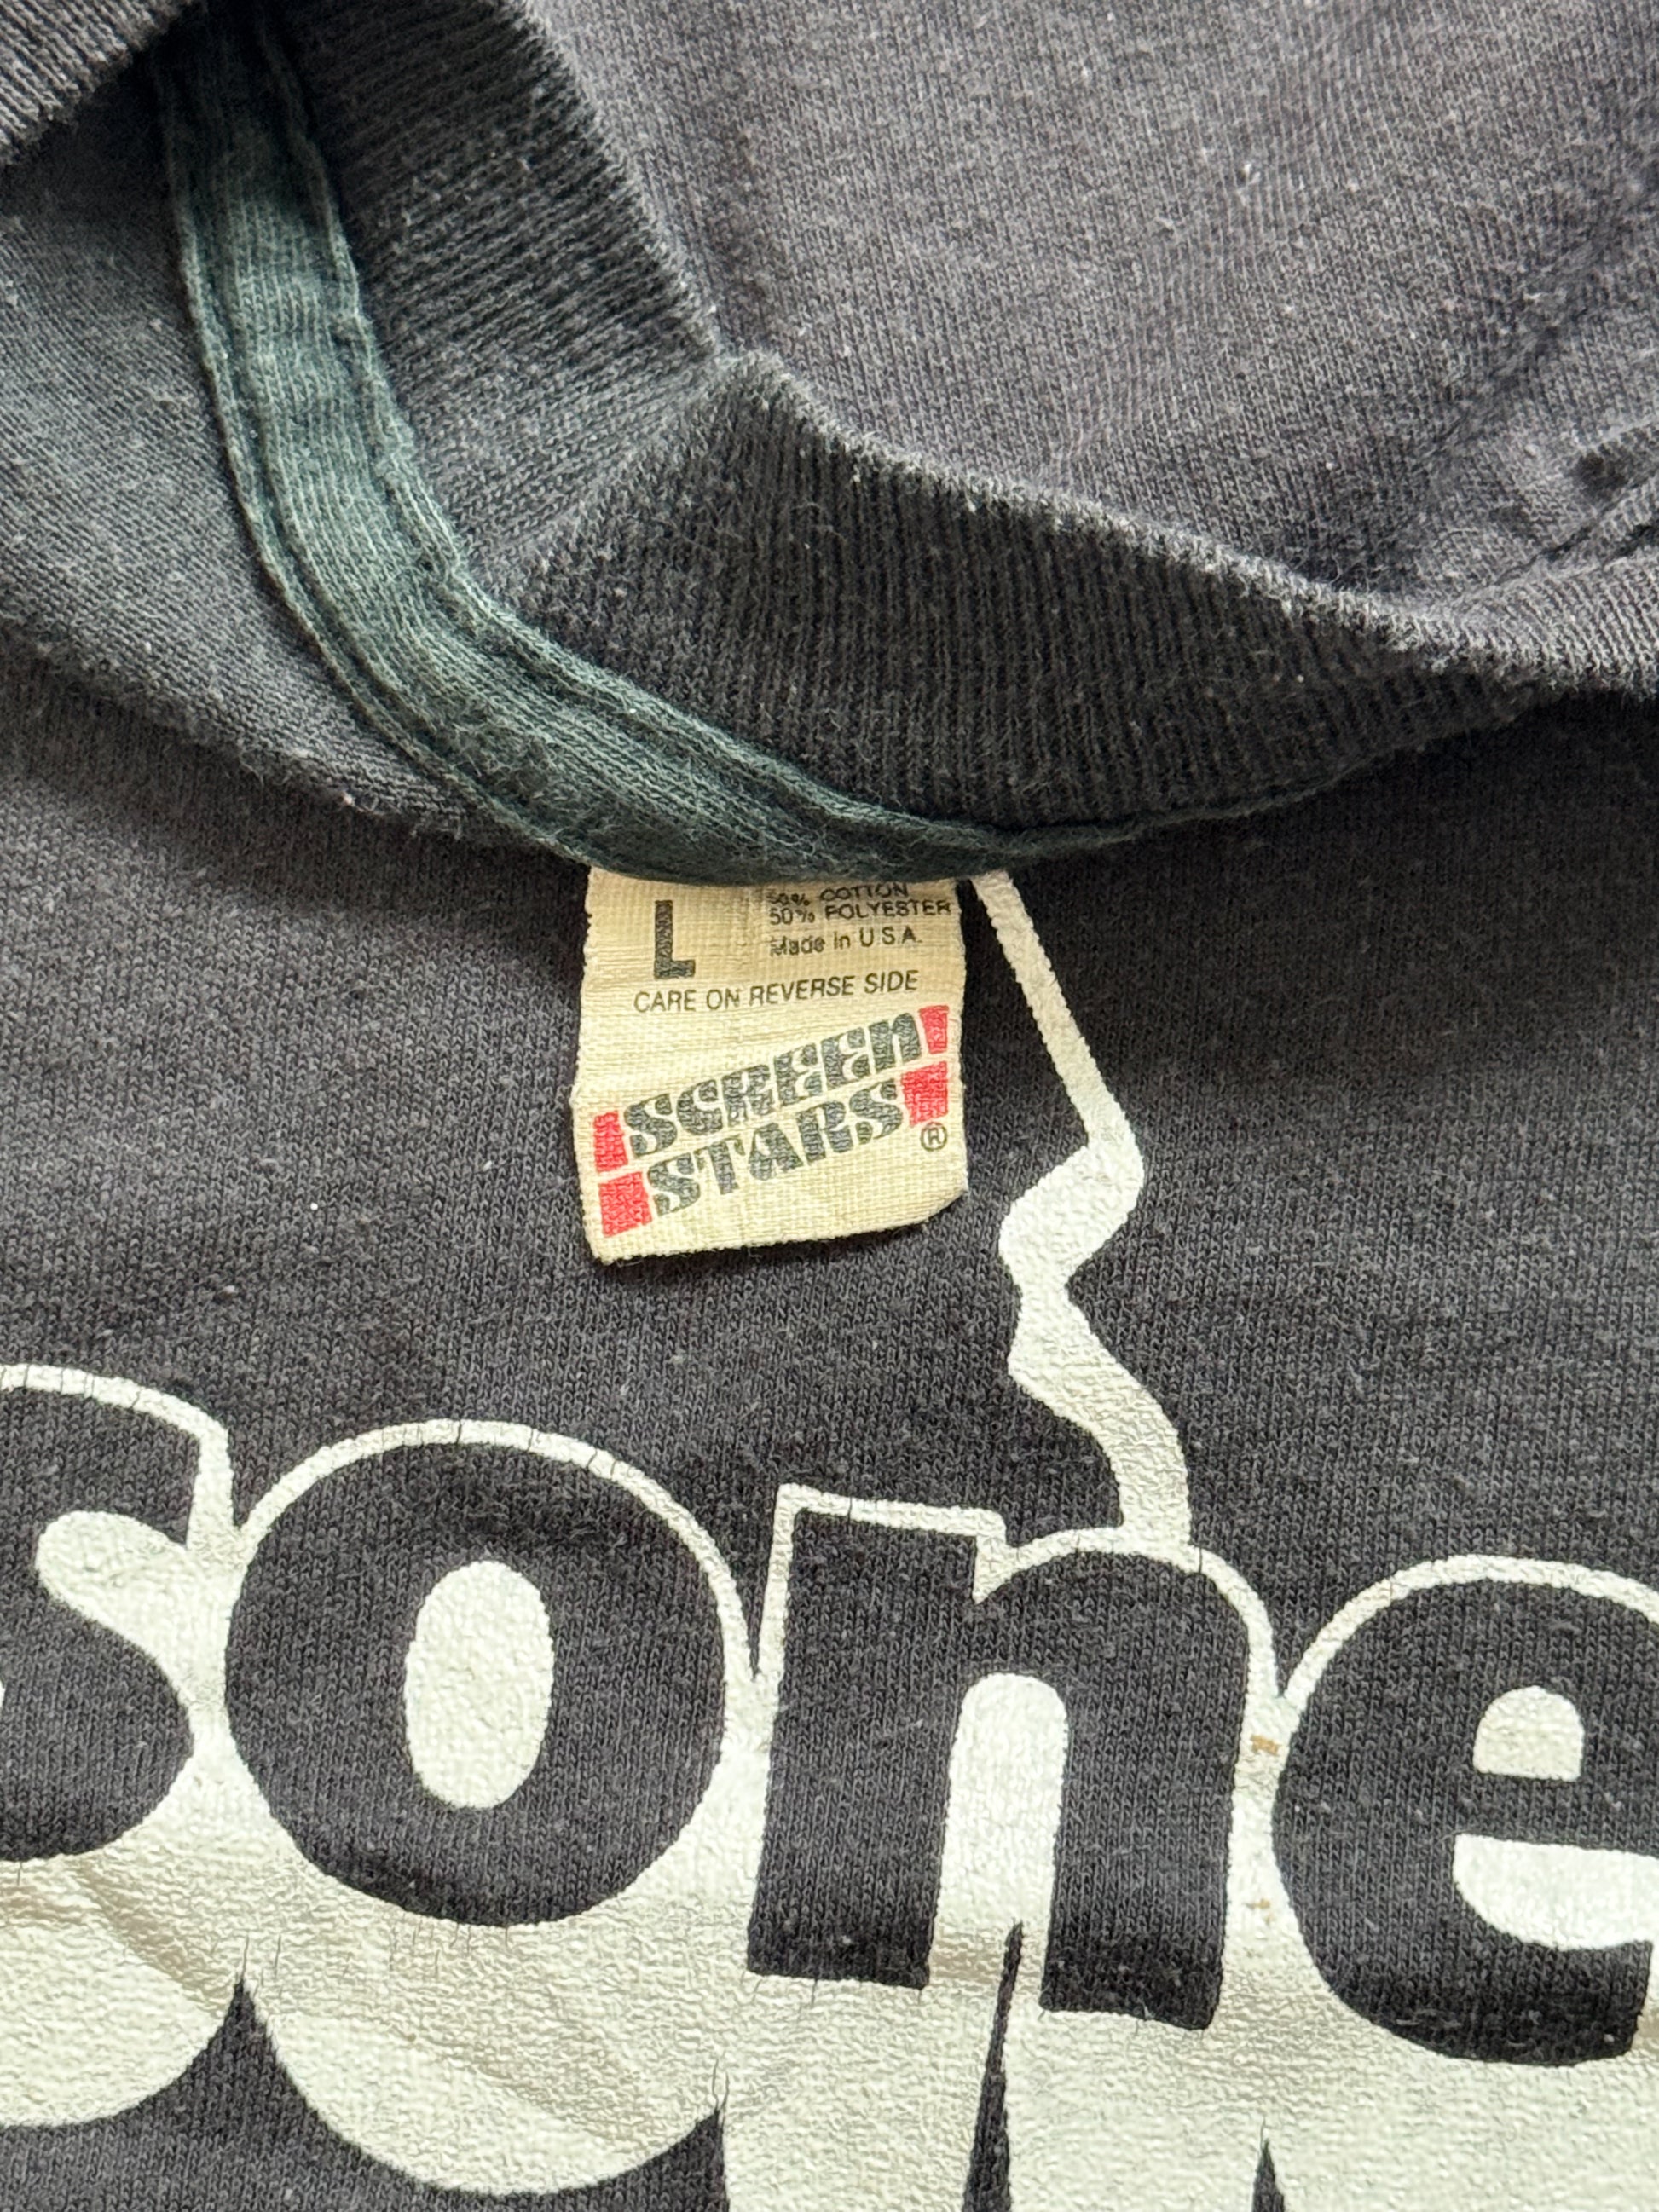 L
50% COTTON
50% POLYESTER
Made in U.S.A.
CARE ON REVERSE SIDE
SCREEN
STARS
®
sone